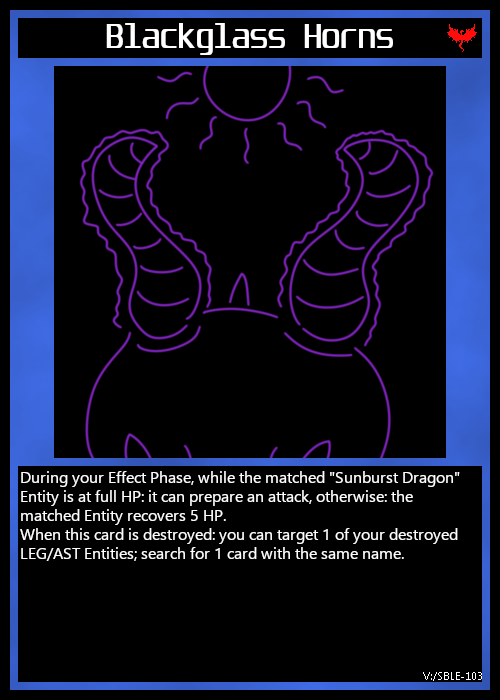 Blackglass Horns
During your Effect Phase, while the matched "Sunburst Dragon"
Entity is at full HP: it can prepare an attack, otherwise: the
matched Entity recovers 5 HP.
When this card is destroyed: you can target 1 of your destroyed
LEG/AST Entities; search for 1 card with the same name.
V:/SBLE-103